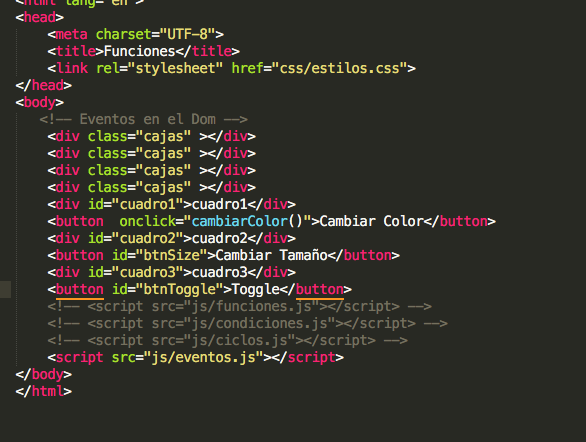 <html lang="en">
<head>
<meta charset="UTF-8">
<title>Funciones</title>
<link rel="stylesheet" href="css/estilos.css">
</head>
<body>
<!-- Eventos en el Dom -->
<div class="cajas" ></div>
<div class="cajas" ></div>
<div class="cajas" ></div>
<div class="cajas" ></div>
<div id="cuadro1">cuadro1</div>
<button  onclick="cambiarColor()">Cambiar Color</button>
<div id="cuadro2">cuadro2</div>
<button id="btnSize">Cambiar Tamaño</button>
<div id="cuadro3">cuadro3</div>
<button id="btnToggle">Toggle</button>
<!-- <script src="js/funciones.js"></script> -->
<!-- <script src="js/condiciones.js"></script> -->
<!-- <script src="js/ciclos.js"></script> -->
<script src="js/eventos.js"></script>
</body>
</html>